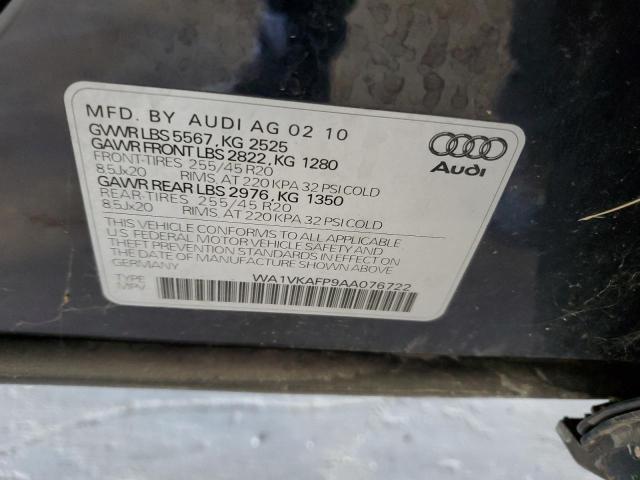 MFD. BY AUDI AG 02 10
GVWR LBS 5567, KG 2525
GAWR FRONT LBS 2822, KG 1280
FRONT-TIRES 255/45 R20
8.5Jx20 RIMS, AT 220 KPA 32 PSI COLD
GAWR REAR LBS 2976, KG 1350
REAR-TIRES 255/45 R20
8.5Jx20 RIMS, AT 220 KPA 32 PSI COLD
THIS VEHICLE CONFORMS TO ALL APPLICABLE
U.S. FEDERAL MOTOR VEHICLE SAFETY AND
THEFT PREVENTION STANDARDS IN EFFECT ON
THE DATE OF MANUFACTURE SHOWN ABOVE.
GERMANY
TYPE: WA1VKAFP9AA076722
MPV
Audi